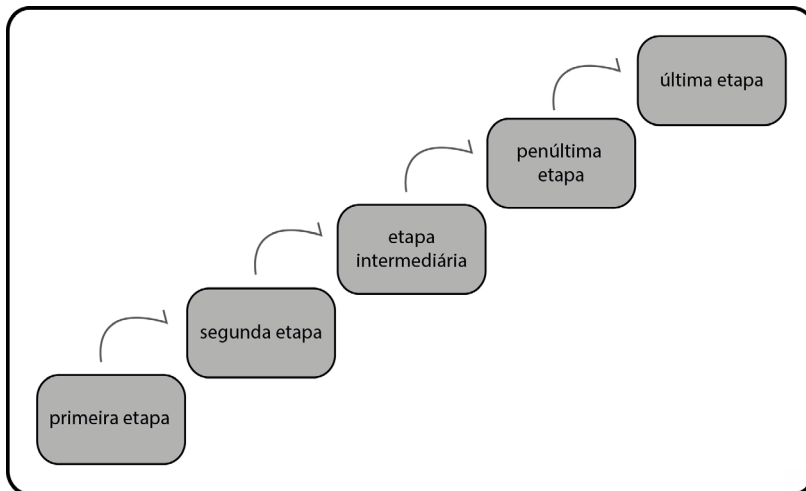 última etapa
penúltima
etapa
etapa
intermediária
segunda etapa
primeira etapa